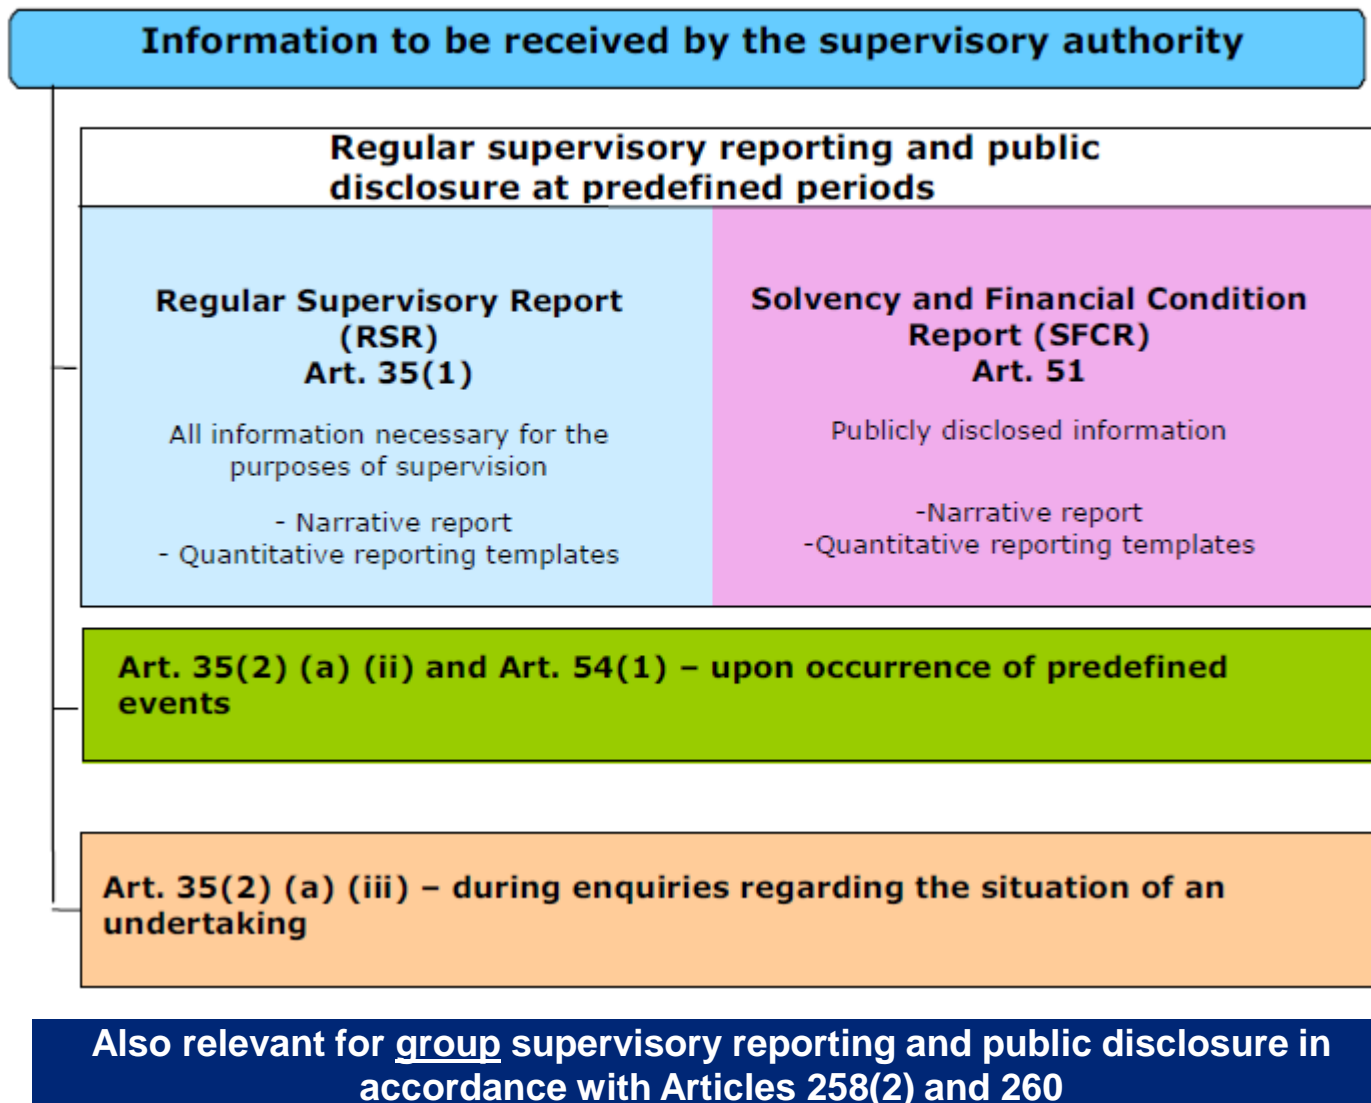 Information to be received by the supervisory authority
Regular supervisory reporting and public
disclosure at predefined periods
Regular Supervisory Report
(RSR)
Art. 35(1)
All information necessary for the
purposes of supervision
- Narrative report
- Quantitative reporting templates
Solvency and Financial Condition
Report (SFCR)
Art. 51
Publicly disclosed information
-Narrative report
-Quantitative reporting templates
Art. 35(2) (a) (ii) and Art. 54(1) – upon occurrence of predefined
events
Art. 35(2) (a) (iii) – during enquiries regarding the situation of an
undertaking
Also relevant for group supervisory reporting and public disclosure in
accordance with Articles 258(2) and 260